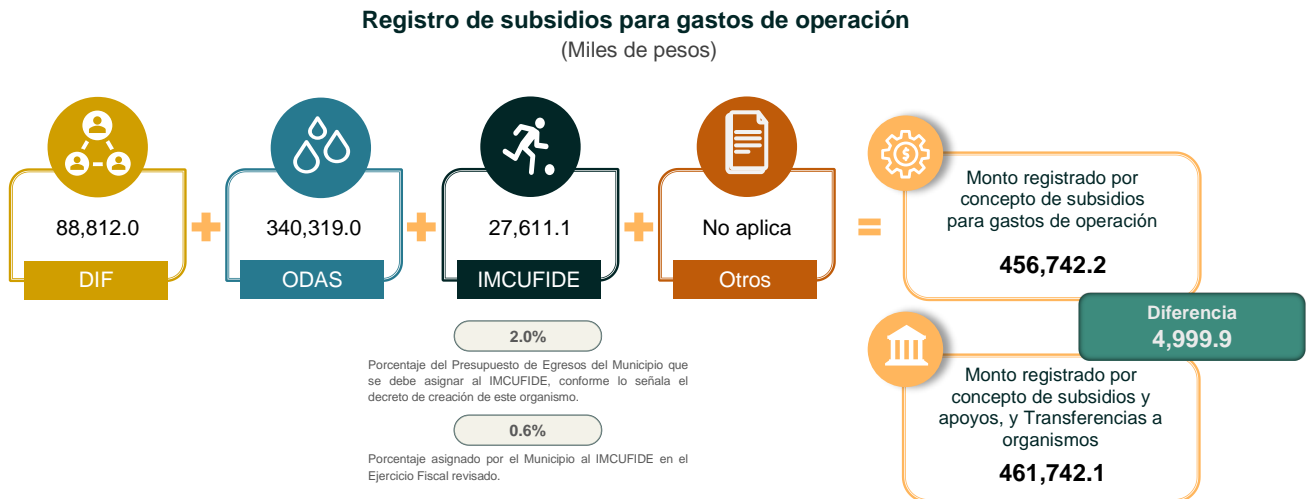 Registro de subsidios para gastos de operación
(Miles de pesos)
88,812.0
DIF
340,319.0
ODAS
27,611.1
IMCUFIDE
No aplica
Otros
Monto registrado por
concepto de subsidios
para gastos de operación
456,742.2
Diferencia
4,999.9
Monto registrado por
concepto de subsidios y
apoyos, y Transferencias a
organismos
461,742.1
2.0%
Porcentaje del Presupuesto de Egresos del Municipio que
se debe asignar al IMCUFIDE, conforme lo señala el
decreto de creación de este organismo.
0.6%
Porcentaje asignado por el Municipio al IMCUFIDE en el
Ejercicio Fiscal revisado.